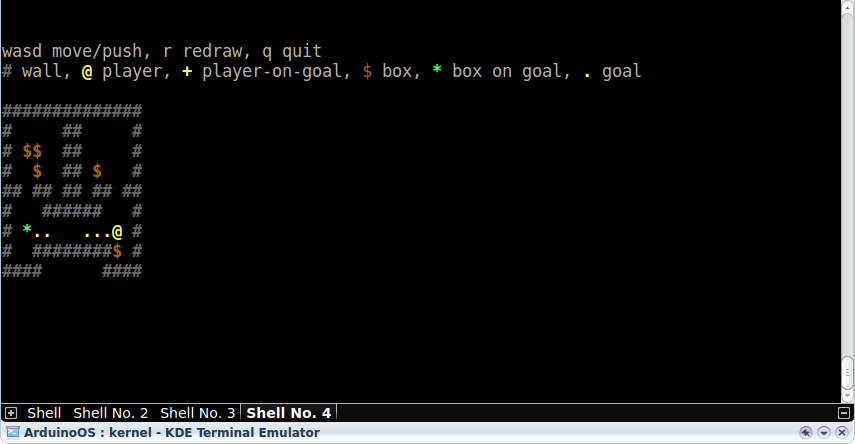 wasd move/push, r redraw, q quit
# wall, @ player, + player-on-goal, $ box, * box on goal, . goal
##############
#     ##     #
# $$  ##     #
#  $  ## $   #
## ## ## ## ##
#   ######   #
# *..   ...@ #
#  ########$ #
####      ####
Shell Shell No. 2 Shell No. 3 Shell No. 4
ArduinoOS : kernel - KDE Terminal Emulator